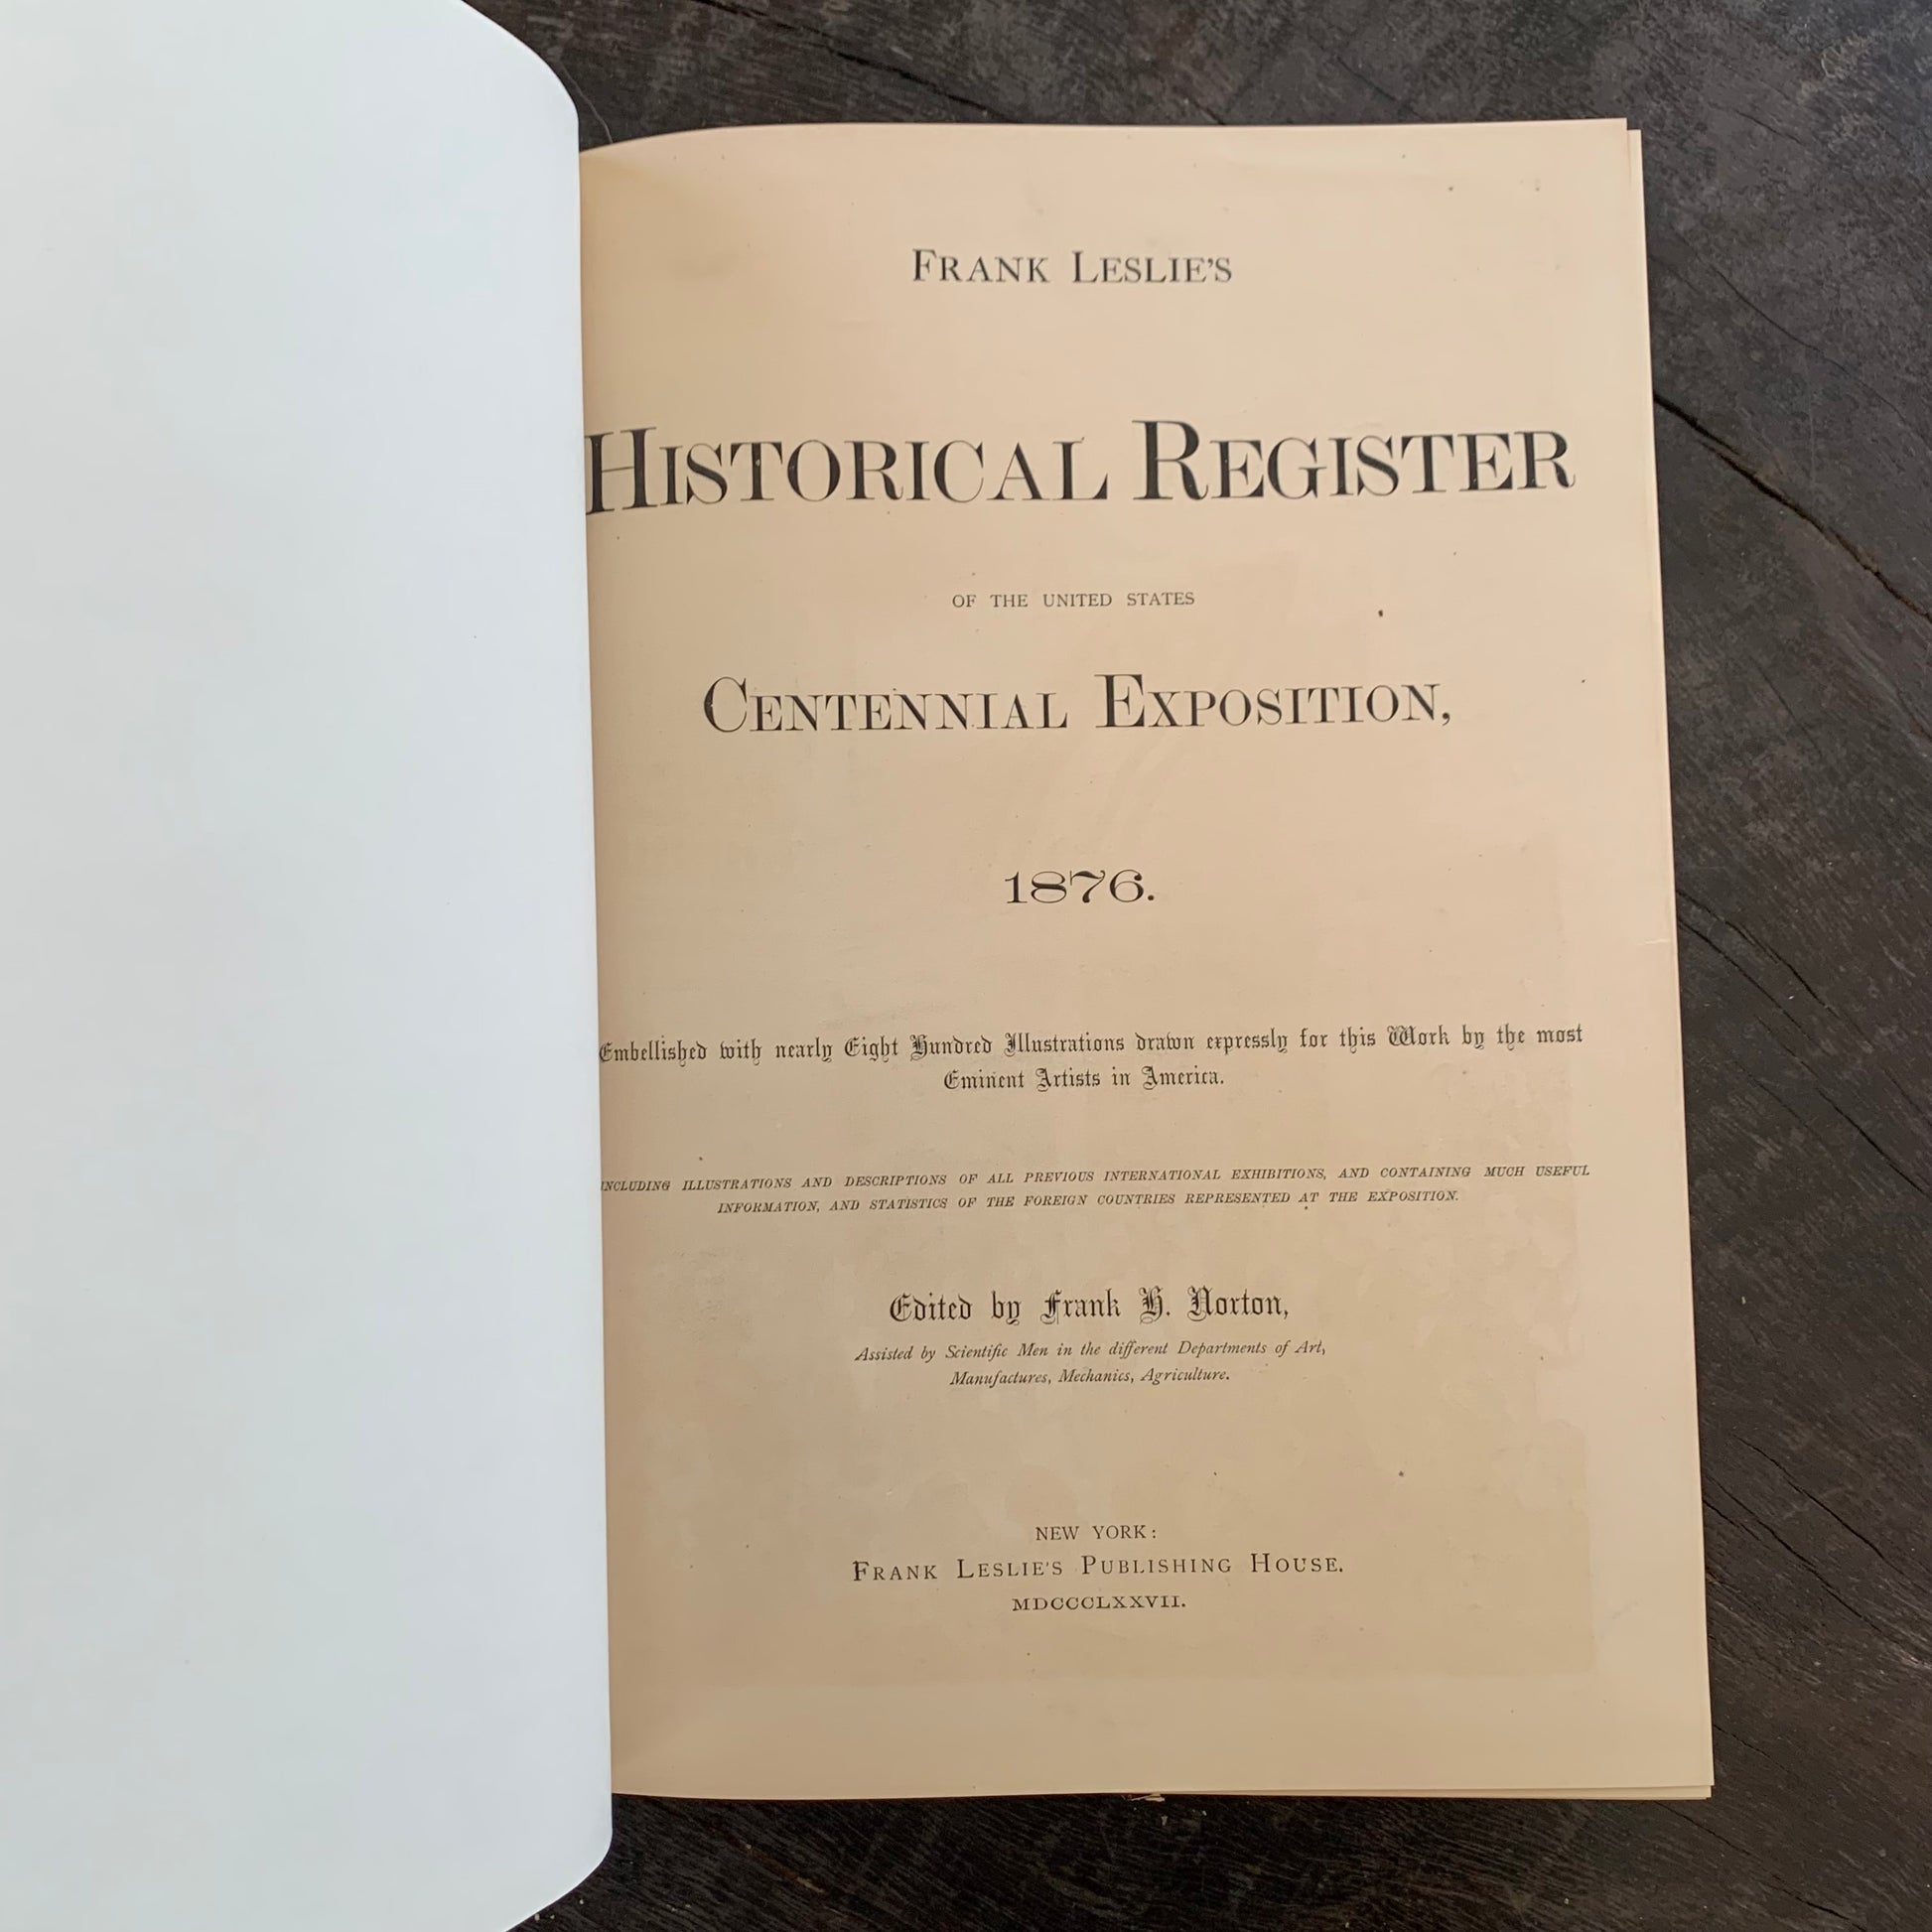 FRANK LESLIE'S
HISTORICAL REGISTER
OF THE UNITED STATES
CENTENNIAL EXPOSITION,
1876.
Embellished with nearly Eight Hundred Illustrations drawn expressly for this Work by the most
Eminent Artists in America.
INCLUDING ILLUSTRATIONS AND DESCRIPTIONS OF ALL PREVIOUS INTERNATIONAL EXHIBITIONS, AND CONTAINING MUCH USEFUL
INFORMATION, AND STATISTICS OF THE FOREIGN COUNTRIES REPRESENTED AT THE EXPOSITION.
Edited by Frank H. Norton,
Assisted by Scientific Men in the different Departments of Art,
Manufactures, Mechanics, Agriculture.
NEW YORK:
FRANK LESLIE'S PUBLISHING HOUSE.
MDCCCLXXVII.